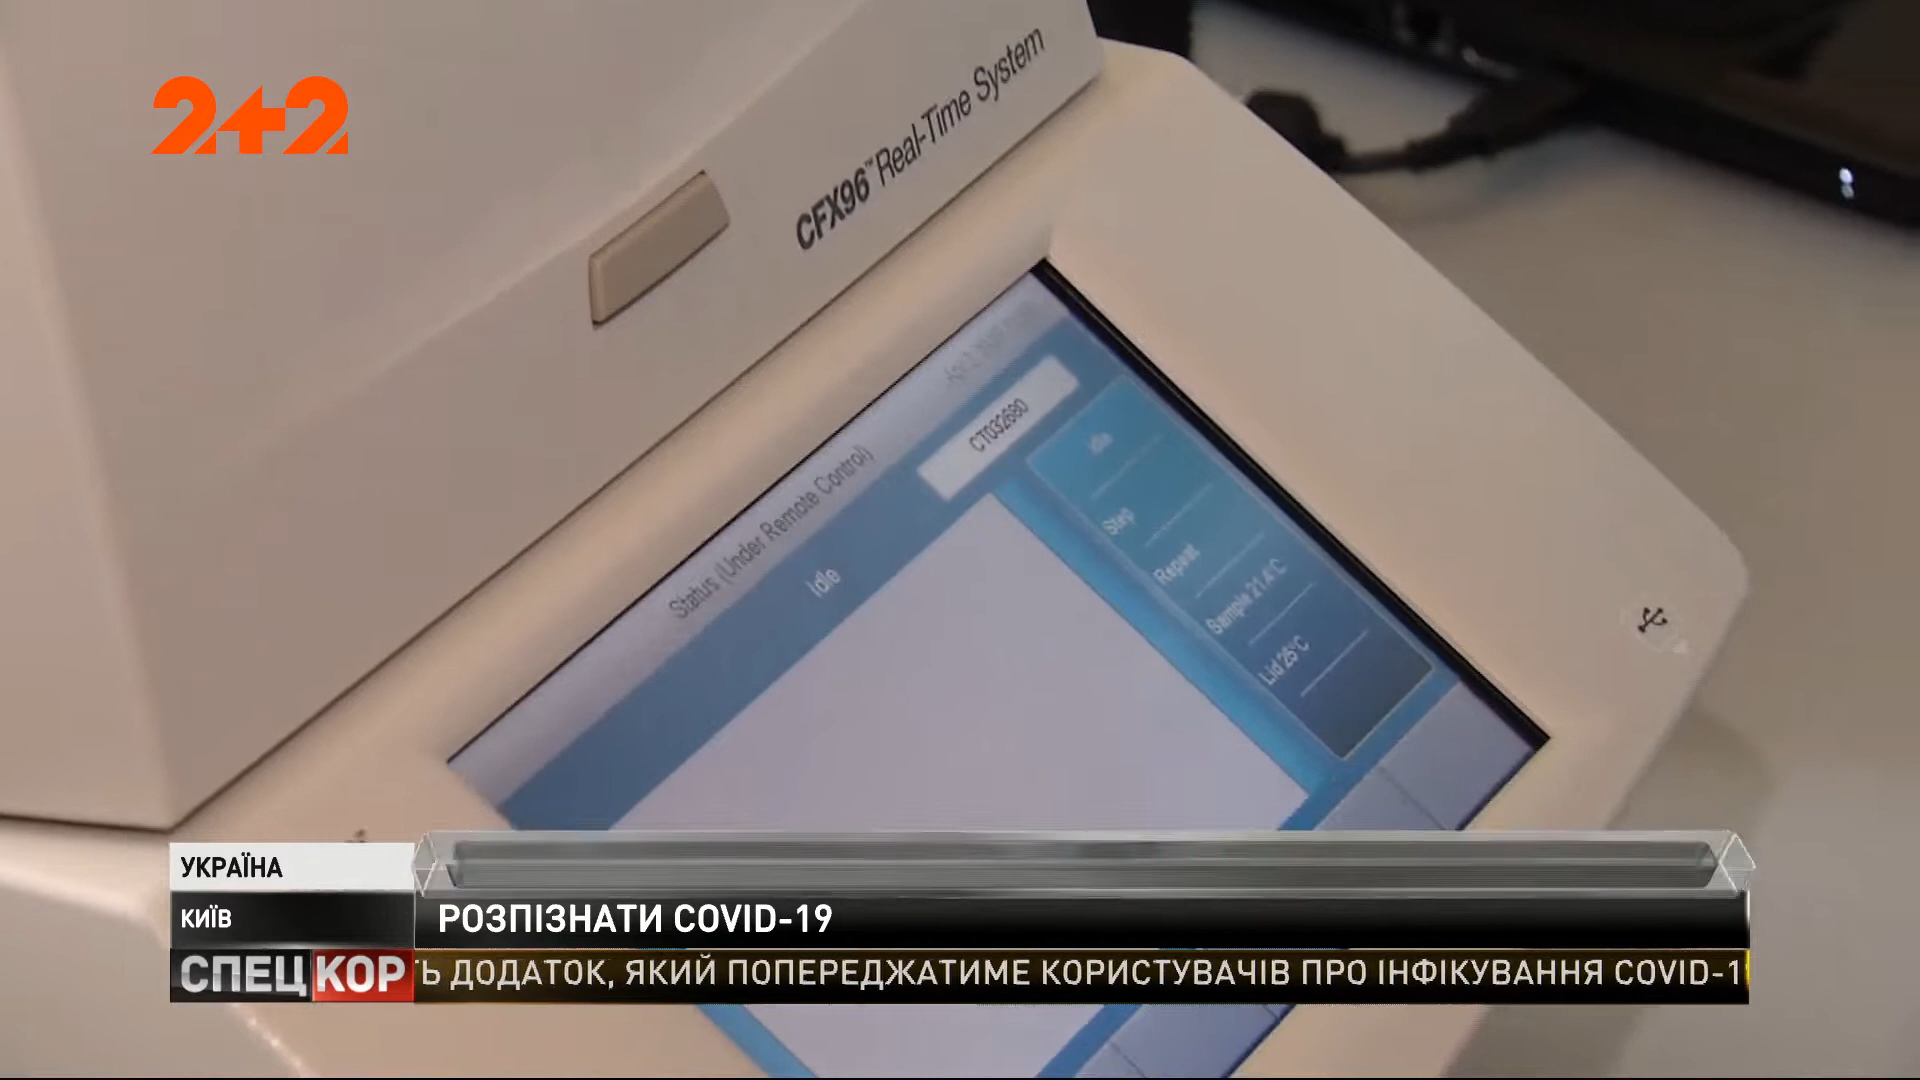 2+2
CFX96™ Real-Time System
Status (Under Remote Control)
Idle
CT032680
Idle
Step
Repeat
Sample 21.4°C
Lid 25°C
УКРАЇНА
КИЇВ
РОЗПІЗНАТИ COVID-19
СПЕЦКОР
Ь ДОДАТОК, ЯКИЙ ПОПЕРЕДЖАТИМЕ КОРИСТУВАЧІВ ПРО ІНФІКУВАННЯ COVID-1